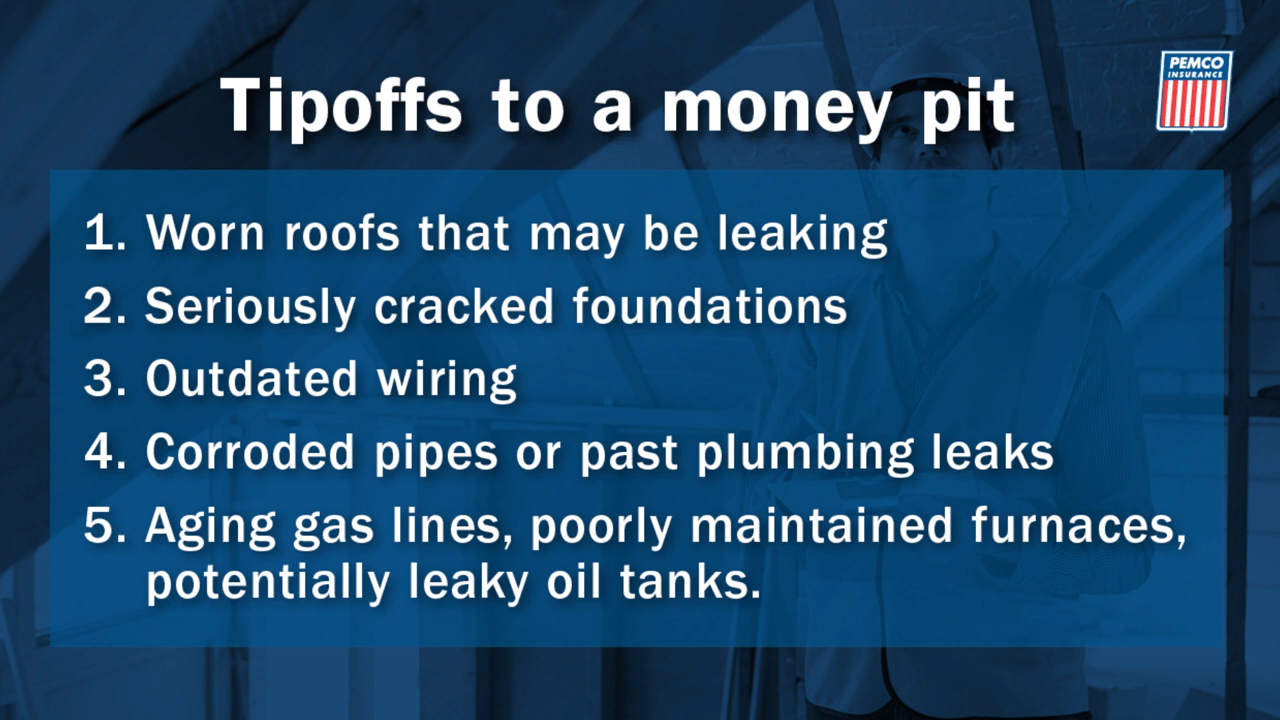 Tipoffs to a money pit
PEMCO
INSURANCE
1. Worn roofs that may be leaking
2. Seriously cracked foundations
3. Outdated wiring
4. Corroded pipes or past plumbing leaks
5. Aging gas lines, poorly maintained furnaces,
potentially leaky oil tanks.